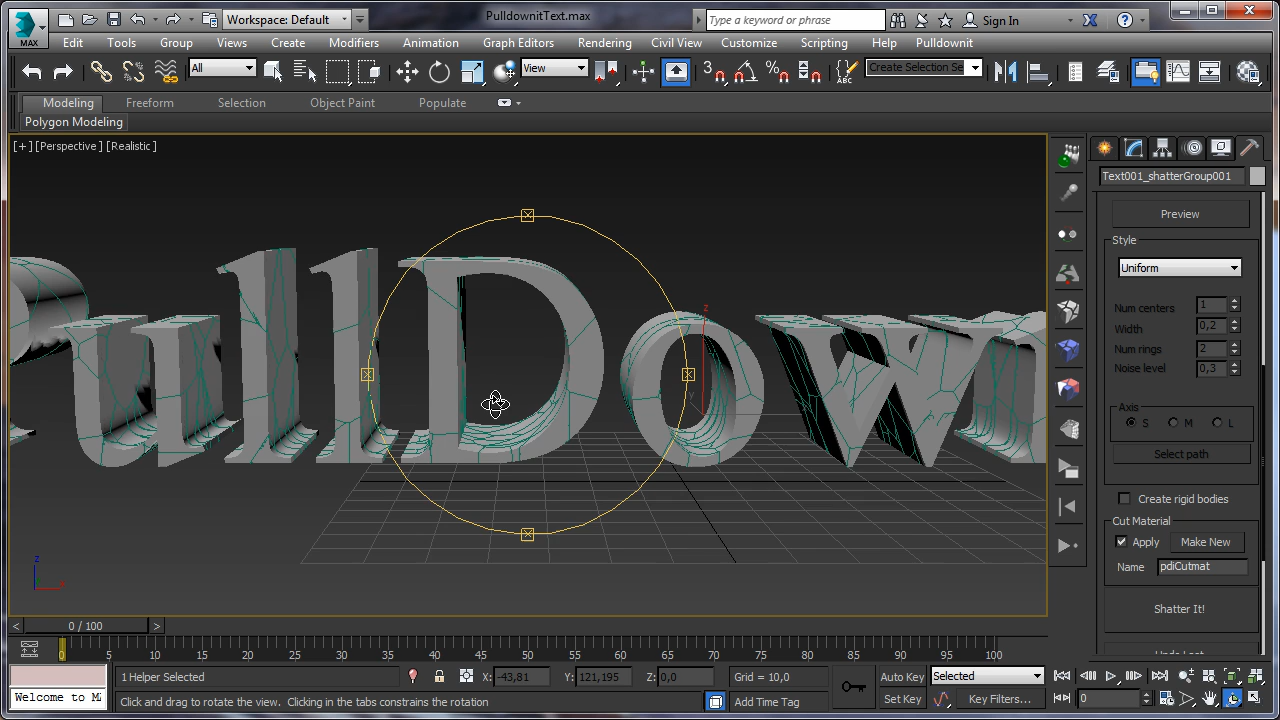 Workspace: Default
PulldownitText.max
Type a keyword or phrase
Sign In
MAX
Edit Tools Group Views Create Modifiers Animation Graph Editors Rendering Civil View Customize Scripting Help Pulldownit
All
View
3
ABC
Create Selection Se
Modeling Freeform Selection Object Paint Populate
Polygon Modeling
[+] [Perspective] [Realistic]
Text001_shatterGroup001
Preview
Style
Uniform
Num centers 1
Width 0,2
Num rings 2
Noise level 0,3
Axis
S M L
Select path
Create rigid bodies
Cut Material
Apply Make New
Name pdiCutmat
Shatter It!
Undo Last
PullDown
z
z
x
< 0 / 100 >
0 5 10 15 20 25 30 35 40 45 50 55 60 65 70 75 80 85 90 95 100
1 Helper Selected
X: -43,81 Y: 121,195 Z: 0,0
Grid = 10,0
Auto Key
Selected
Welcome to MA
Click and drag to rotate the view. Clicking in the tabs constrains the rotation
Add Time Tag
Set Key
Key Filters...
0